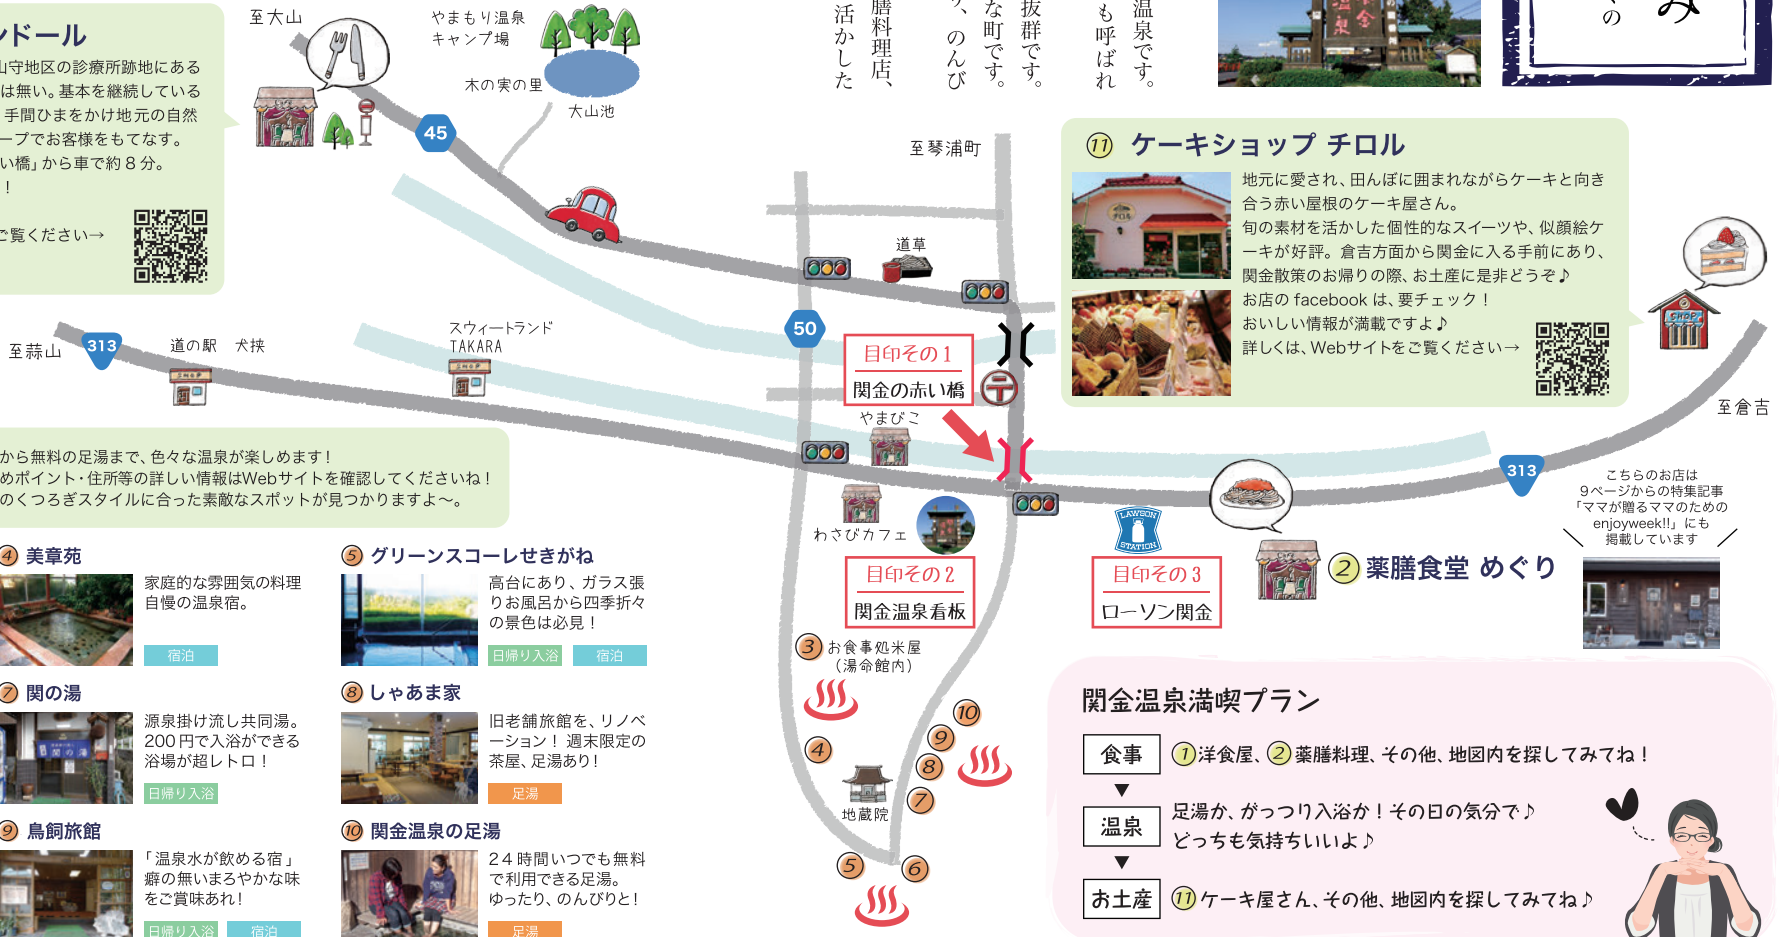 ンドール
山守地区の診療所跡地にある
は無い。基本を継続している
手間ひまをかけ地元の自然
ープでお客様をもてなす。
い橋」から車で約8分。
！
ご覧ください→
至大山
やまもり温泉
キャンプ場
木の実の里
大山池
45
活かした
膳料理店、
り、のんび
な町です。
抜群です。
も呼ばれ
温泉です。
み
の
至琴浦町
道草
50
目印その1
関金の赤い橋
やまびこ
わさびカフェ
目印その2
関金温泉看板
LAWSON
STATION
目印その3
ローソン関金
11 ケーキショップ チロル
地元に愛され、田んぼに囲まれながらケーキと向き
合う赤い屋根のケーキ屋さん。
旬の素材を活かした個性的なスイーツや、似顔絵ケ
ーキが好評。倉吉方面から関金に入る手前にあり、
関金散策のお帰りの際、お土産に是非どうぞ♪
お店の facebook は、要チェック！
おいしい情報が満載ですよ♪
詳しくは、Webサイトをご覧ください→
SHOP
至倉吉
313
こちらのお店は
9ページからの特集記事
「ママが贈るママのための
enjoyweek!!」にも
掲載しています
2 薬膳食堂 めぐり
至蒜山
313
道の駅 犬挟
スウィートランド
TAKARA
から無料の足湯まで、色々な温泉が楽しめます！
めポイント・住所等の詳しい情報はWebサイトを確認してくださいね！
のくつろぎスタイルに合った素敵なスポットが見つかりますよ〜。
4 美章苑
家庭的な雰囲気の料理
自慢の温泉宿。
宿泊
5 グリーンスコーレせきがね
高台にあり、ガラス張
りお風呂から四季折々
の景色は必見！
日帰り入浴 宿泊
7 関の湯
源泉掛け流し共同湯。
200円で入浴ができる
浴場が超レトロ！
日帰り入浴
8 しゃあま家
旧老舗旅館を、リノベ
ーション！週末限定の
茶屋、足湯あり！
足湯
9 鳥飼旅館
「温泉水が飲める宿」
癖の無いまろやかな味
をご賞味あれ！
日帰り入浴 宿泊
10 関金温泉の足湯
24時間いつでも無料
で利用できる足湯。
ゆったり、のんびりと！
足湯
3 お食事処米屋
（湯命館内）
4
10
9
8
7
地蔵院
5
6
関金温泉満喫プラン
食事 1洋食屋、2薬膳料理、その他、地図内を探してみてね！
▼
温泉 足湯か、がっつり入浴か！その日の気分で♪
どっちも気持ちいいよ♪
▼
お土産 11ケーキ屋さん、その他、地図内を探してみてね♪